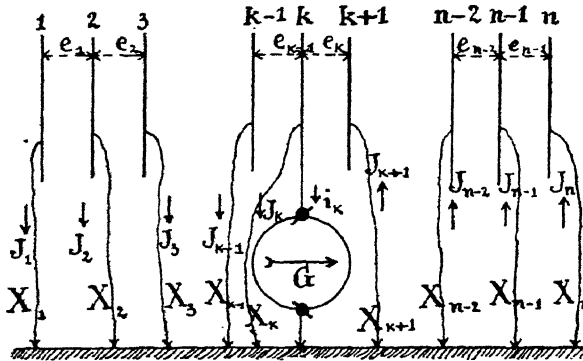 1 2 3 k-1 k k+1 n-2 n-1 n
e₁ e₂ eₖ₋₁ eₖ eₙ₋₂ eₙ₋₁
Jₖ₊₁ Jₙ₋₂ Jₙ₋₁ Jₙ
Jₖ iₖ
J₁ J₂ J₃ Jₖ₋₁
G
X₁ X₂ X₃ Xₖ₋₁ Xₖ Xₖ₊₁ Xₙ₋₂ Xₙ₋₁ Xₙ